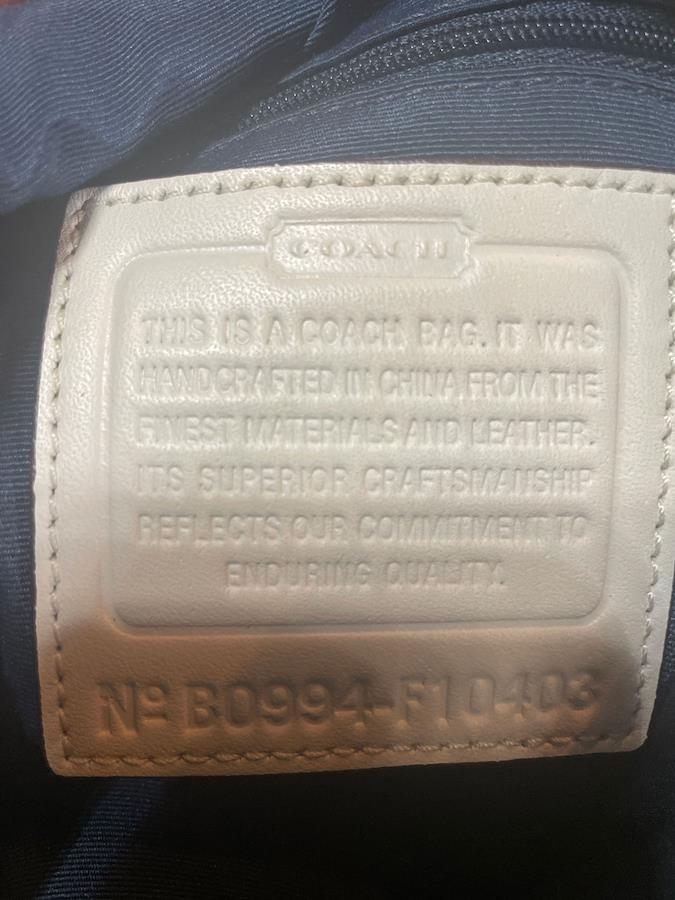 COACH
THIS IS A COACH BAG. IT WAS
HANDCRAFTED IN CHINA FROM THE
FINEST MATERIALS AND LEATHER.
ITS SUPERIOR CRAFTSMANSHIP
REFLECTS OUR COMMITMENT TO
ENDURING QUALITY.
Nº B0994-F10403